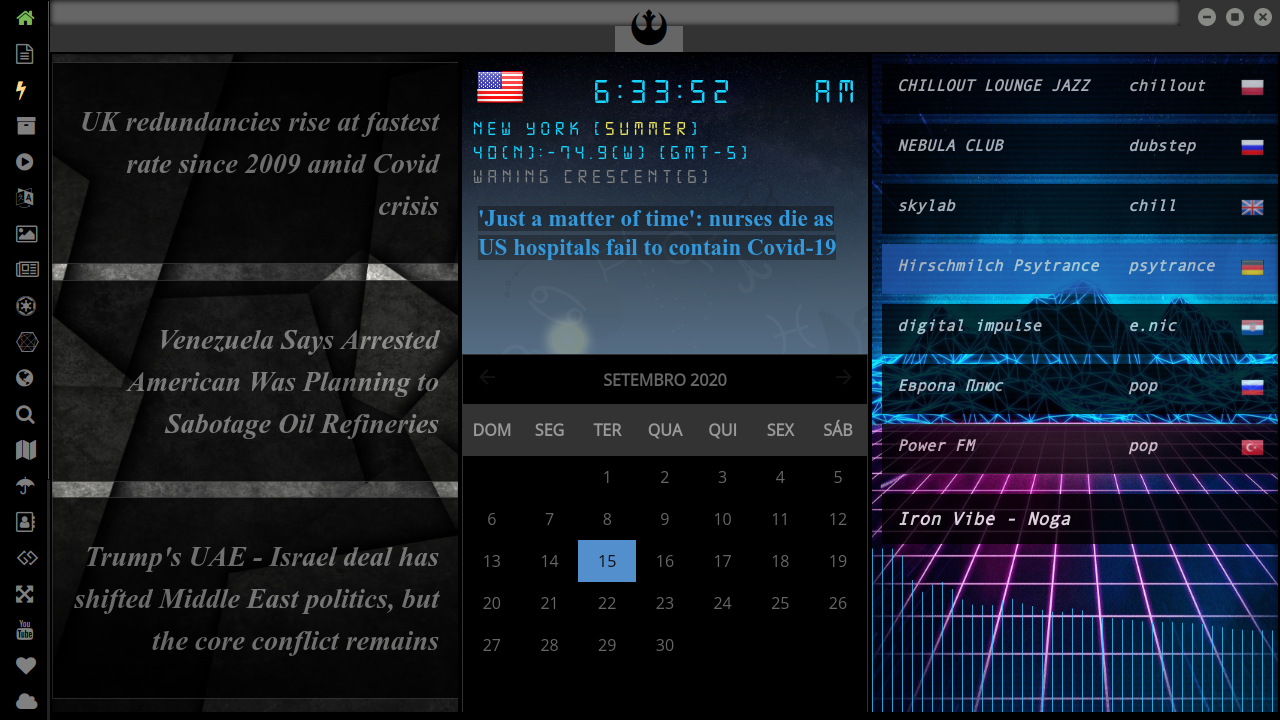 UK redundancies rise at fastest
rate since 2009 amid Covid
crisis
Venezuela Says Arrested
American Was Planning to
Sabotage Oil Refineries
Trump's UAE - Israel deal has
shifted Middle East politics, but
the core conflict remains
6:33:52 AM
NEW YORK (SUMMER)
40(N):-74.9(W) (GMT-5)
WANING CRESCENT(6)
'Just a matter of time': nurses die as
US hospitals fail to contain Covid-19
SETEMBRO 2020
DOM SEG TER QUA QUI SEX SÁB
1 2 3 4 5
6 7 8 9 10 11 12
13 14 15 16 17 18 19
20 21 22 23 24 25 26
27 28 29 30
CHILLOUT LOUNGE JAZZ chillout
NEBULA CLUB dubstep
skylab chill
Hirschmilch Psytrance psytrance
digital impulse e.nic
Европа Плюс pop
Power FM pop
Iron Vibe - Noga
You
Tube